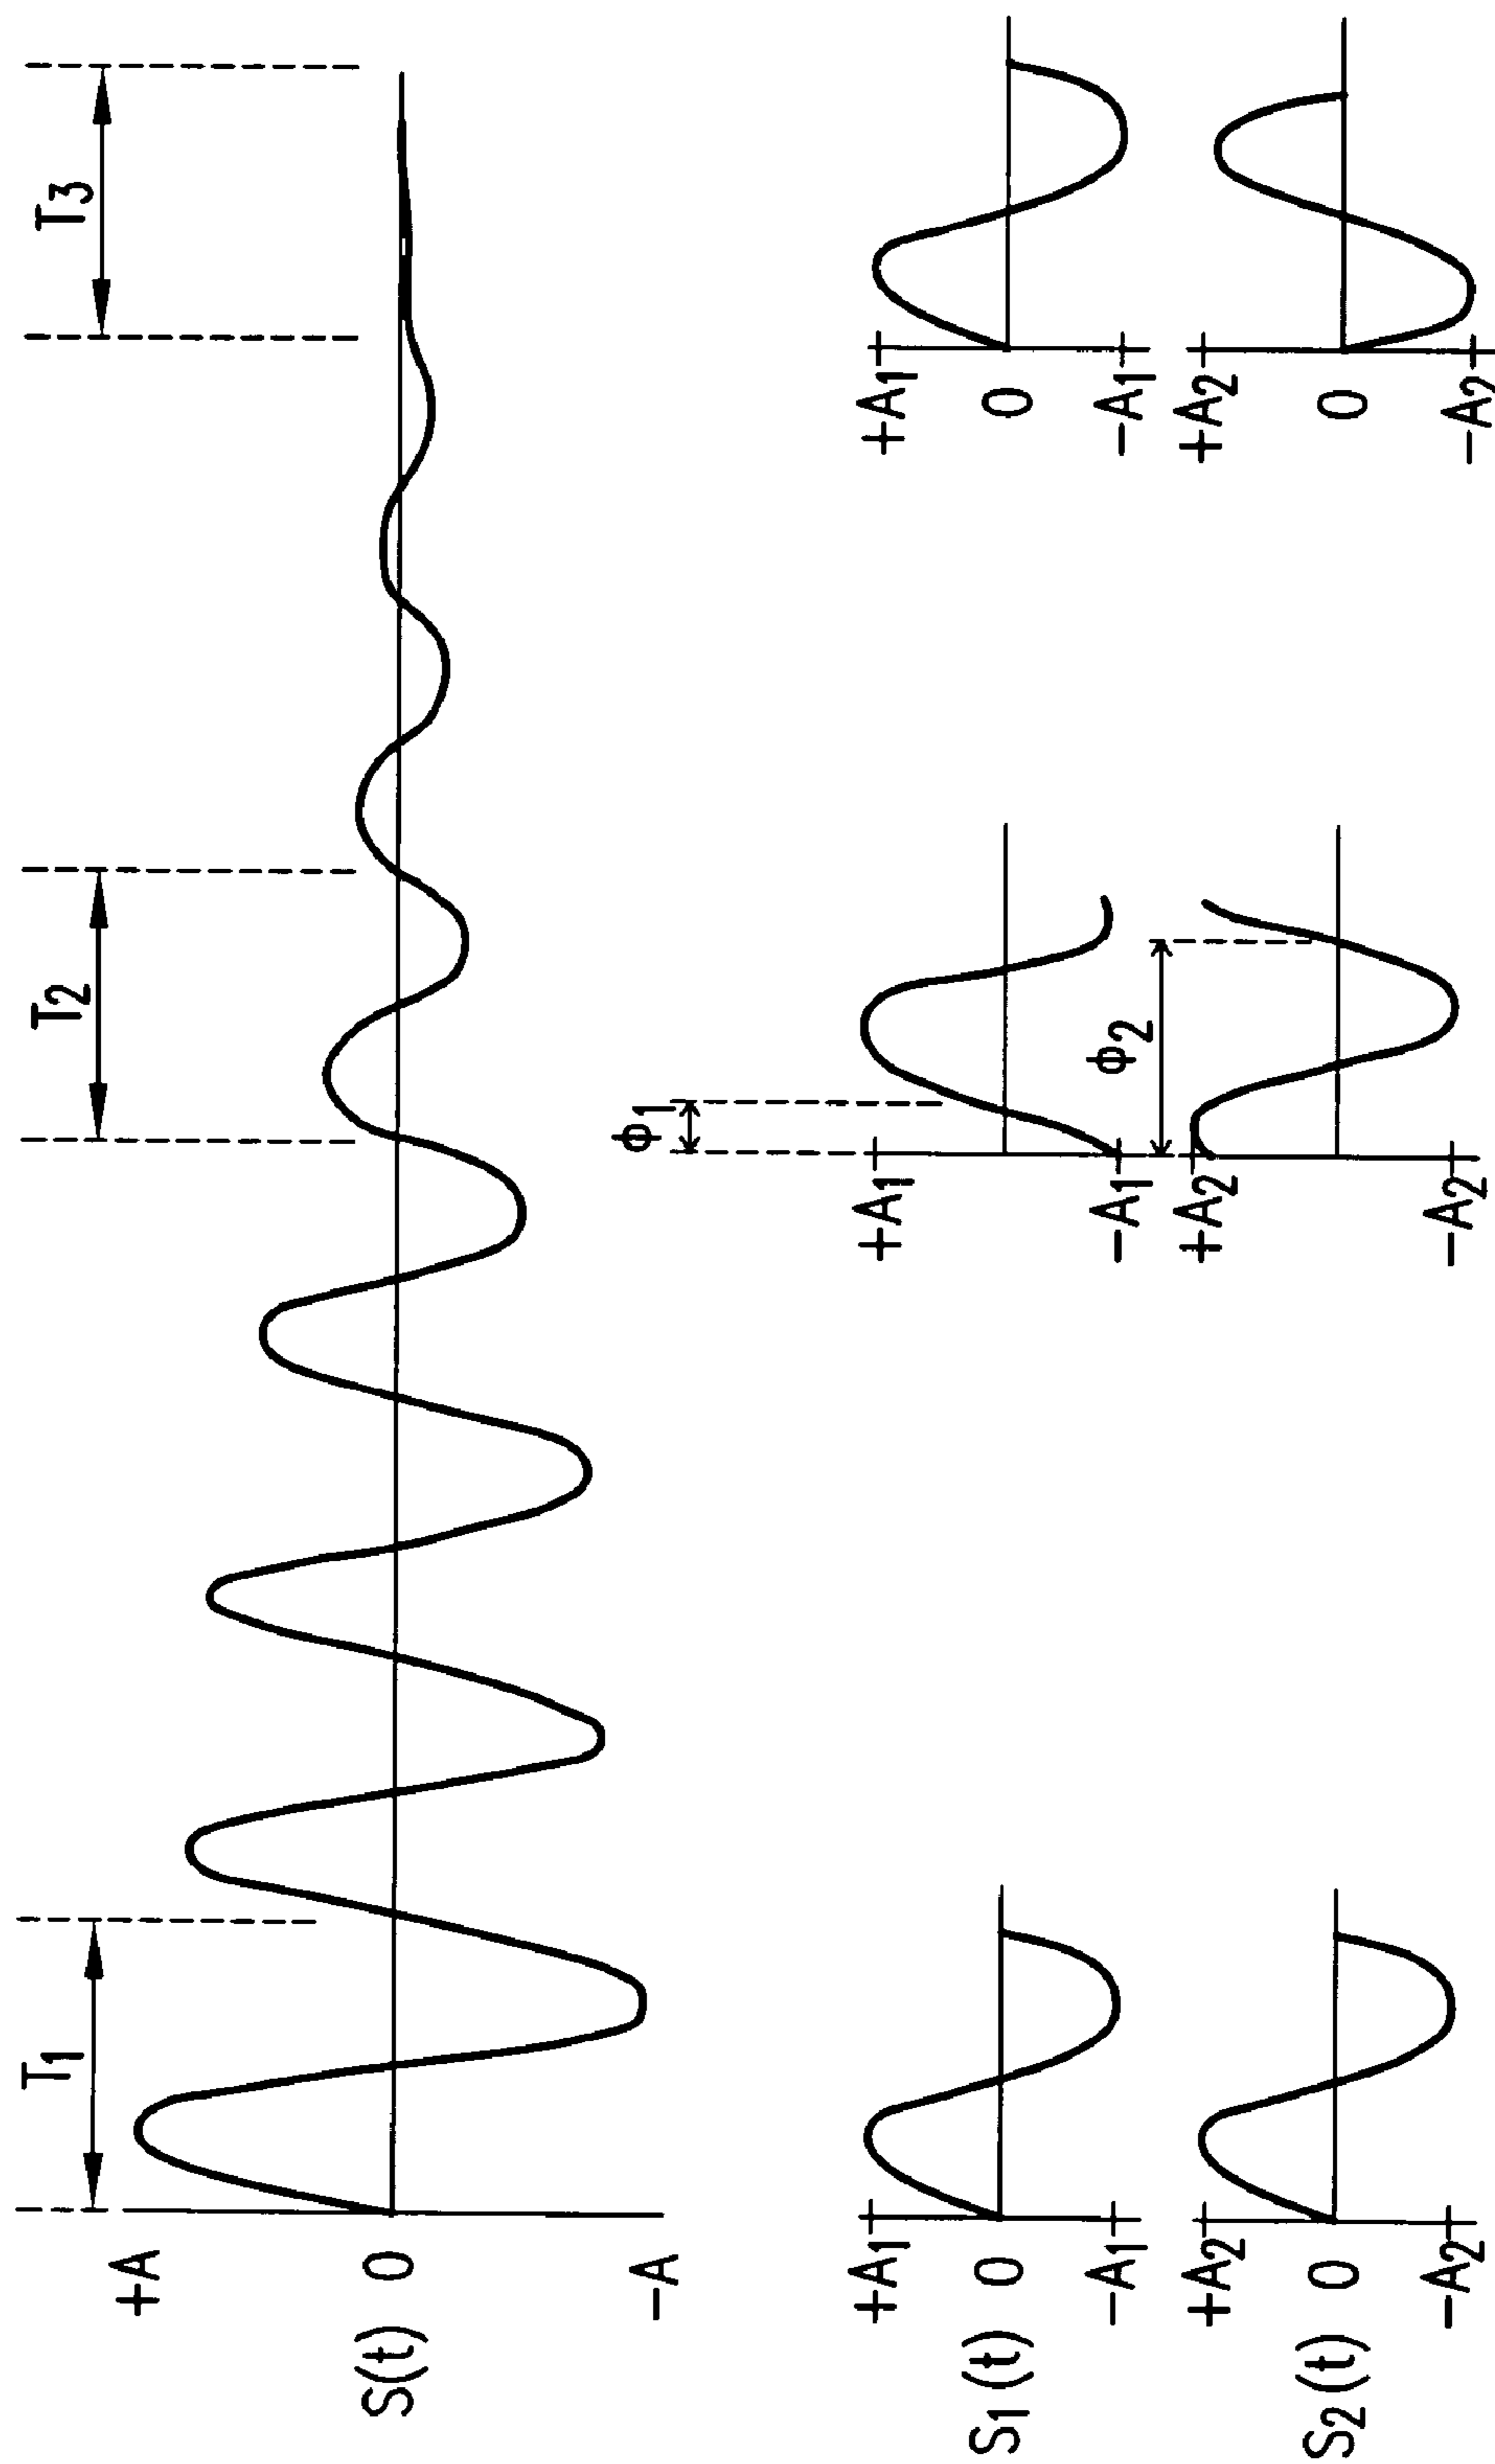 T1
T2
T3
+A
S(t) 0
-A
ϕ1
ϕ2
+A1
S1(t) 0
-A1
+A1
-A1
+A1
0
-A1
+A2
S2(t) 0
-A2
+A2
-A2
+A2
0
-A2